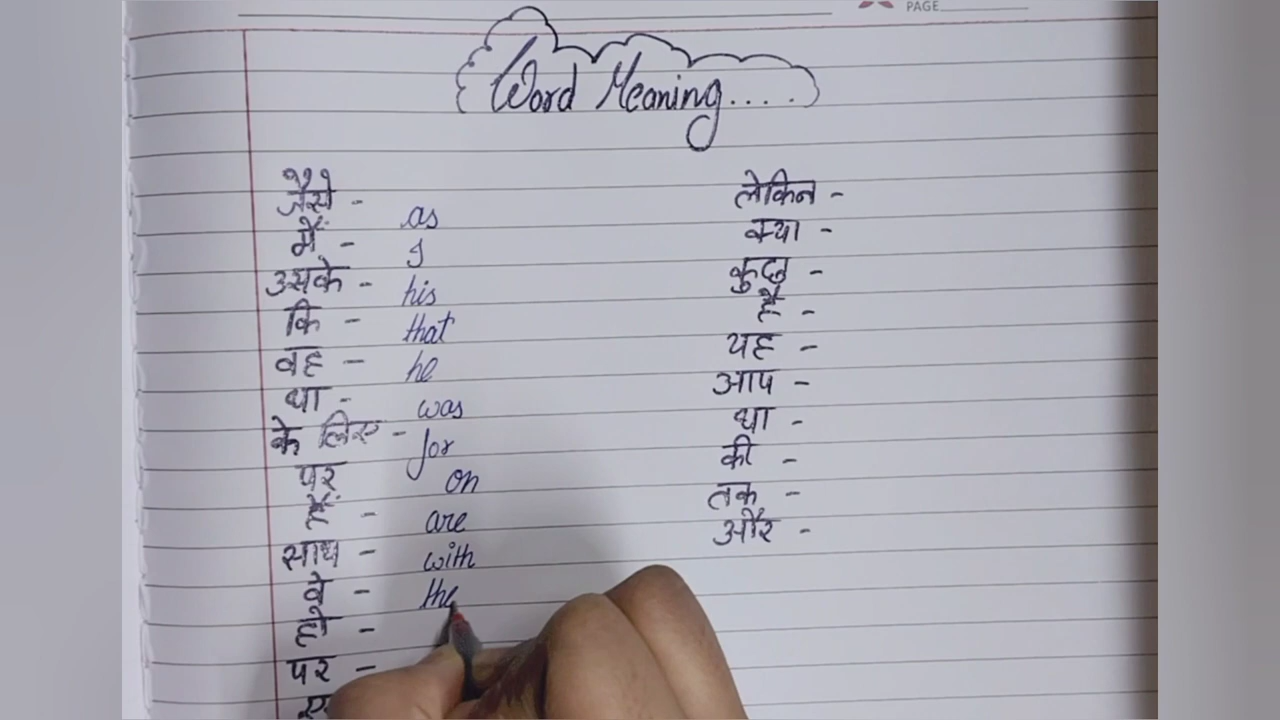 PAGE
Word Meaning....
जैसे - as
में - I
उसके - his
कि - that
वह - he
था - was
के लिए - for
पर on
हैं - are
साथ - with
वे - the
हो -
पर -
लेकिन -
क्या -
कुछ -
है -
यह -
आप -
था -
की -
तक -
और -